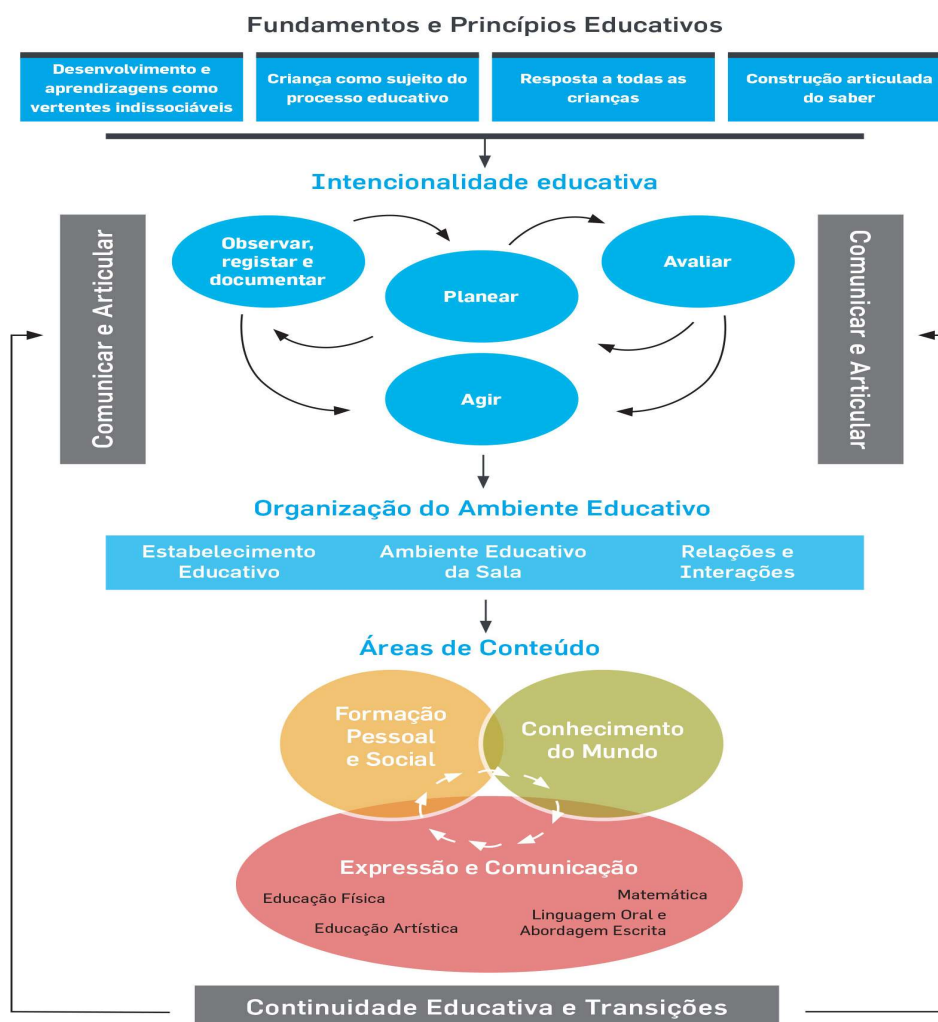 Fundamentos e Princípios Educativos
Desenvolvimento e
aprendizagens como
vertentes indissociáveis
Criança como sujeito do
processo educativo
Resposta a todas as
crianças
Construção articulada
do saber
Intencionalidade educativa
Comunicar e Articular
Observar,
registar e
documentar
Planear
Avaliar
Agir
Comunicar e Articular
Organização do Ambiente Educativo
Estabelecimento
Educativo
Ambiente Educativo
da Sala
Relações e
Interações
Áreas de Conteúdo
Formação
Pessoal
e Social
Conhecimento
do Mundo
Expressão e Comunicação
Educação Física
Educação Artística
Matemática
Linguagem Oral e
Abordagem Escrita
Continuidade Educativa e Transições